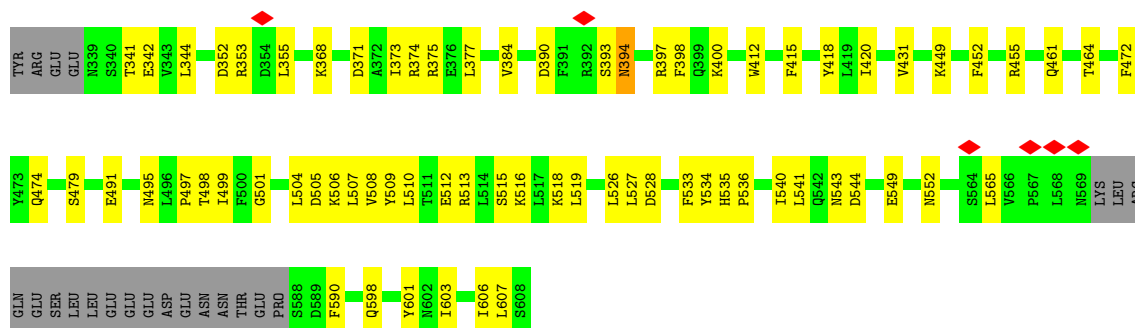 TYR ARG GLU GLU N339 S340 T341 E342 V343 L344 D352 R353 D354 L355 K368 D371 A372 I373 R374 R375 E376 L377 V384 D390 F391 R392 S393 N394 R397 F398 Q399 K400 W412 F415 Y418 L419 I420 V431 K449 F452 R455 Q461 T464 F472
Y473 Q474 S479 E491 N495 L496 P497 T498 I499 F500 G501 L504 D505 K506 L507 V508 Y509 L510 T511 E512 R513 L514 S515 K516 L517 K518 L519 L526 L527 D528 F533 Y534 H535 P536 I540 L541 Q542 N543 D544 E549 N552 S564 L565 V566 P567 L568 N569 LYS LEU ARG
GLN GLU SER LEU LEU GLU GLU GLU ASP GLU ASN ASN THR GLU PRO S588 D589 F590 Q598 Y601 N602 I603 I606 L607 S608